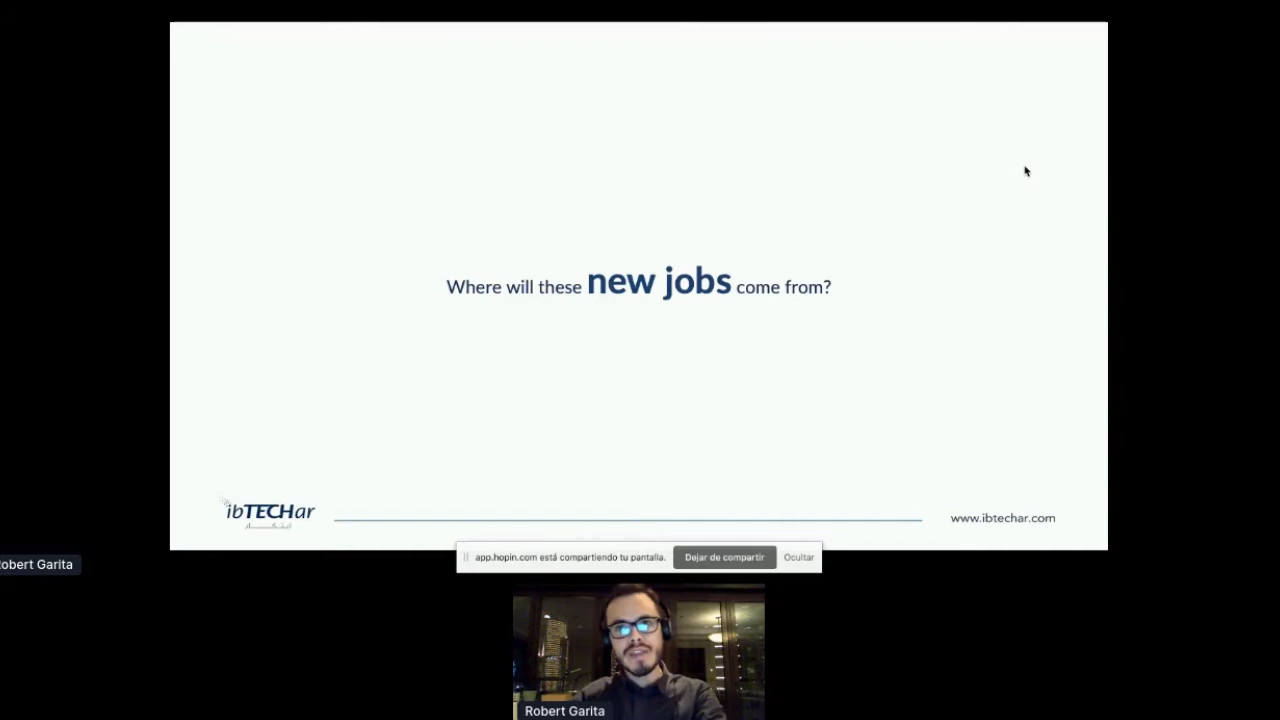 Where will these new jobs come from?
ibTECHar
www.ibtechar.com
app.hopin.com está compartiendo tu pantalla. Dejar de compartir Ocultar
obert Garita
Robert Garita